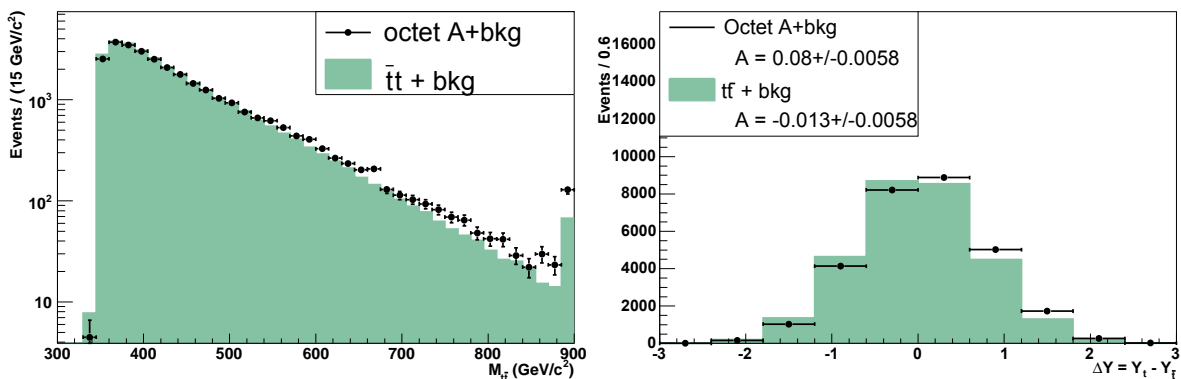 octet A+bkg
t̄t + bkg
Events / (15 GeV/c²)
10³
10²
10
300 400 500 600 700 800 900
M_tt̄ (GeV/c²)
Octet A+bkg
A = 0.08+/-0.0058
tt̄ + bkg
A = -0.013+/-0.0058
Events / 0.6
16000
14000
12000
10000
8000
6000
4000
2000
0
-3 -2 -1 0 1 2 3
ΔY = Y_t - Y_t̄